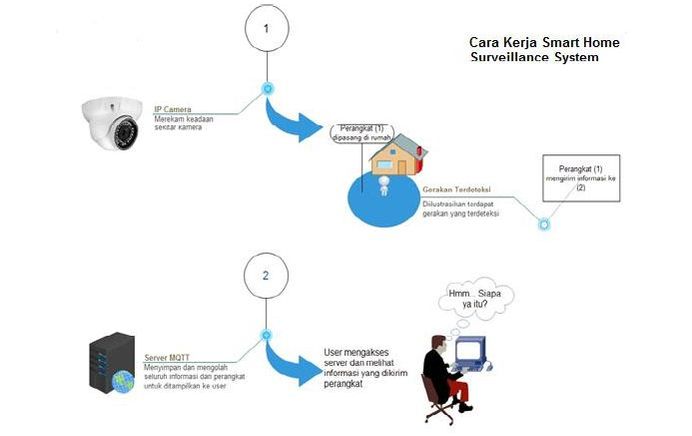 1
Cara Kerja Smart Home
Surveillance System
IP Camera
Merekam keadaan
sekitar kamera
Perangkat (1)
dipasang di rumah
Gerakan Terdeteksi
Diilustrasikan terdapat
gerakan yang terdeteksi
Perangkat (1)
mengirim informasi ke
(2)
2
Hmm.. Siapa
ya itu?
Server MQTT
Menyimpan dan mengolah
seluruh informasi dan perangkat
untuk ditampilkan ke user
User mengakses
server dan melihat
informasi yang dikirim
perangkat